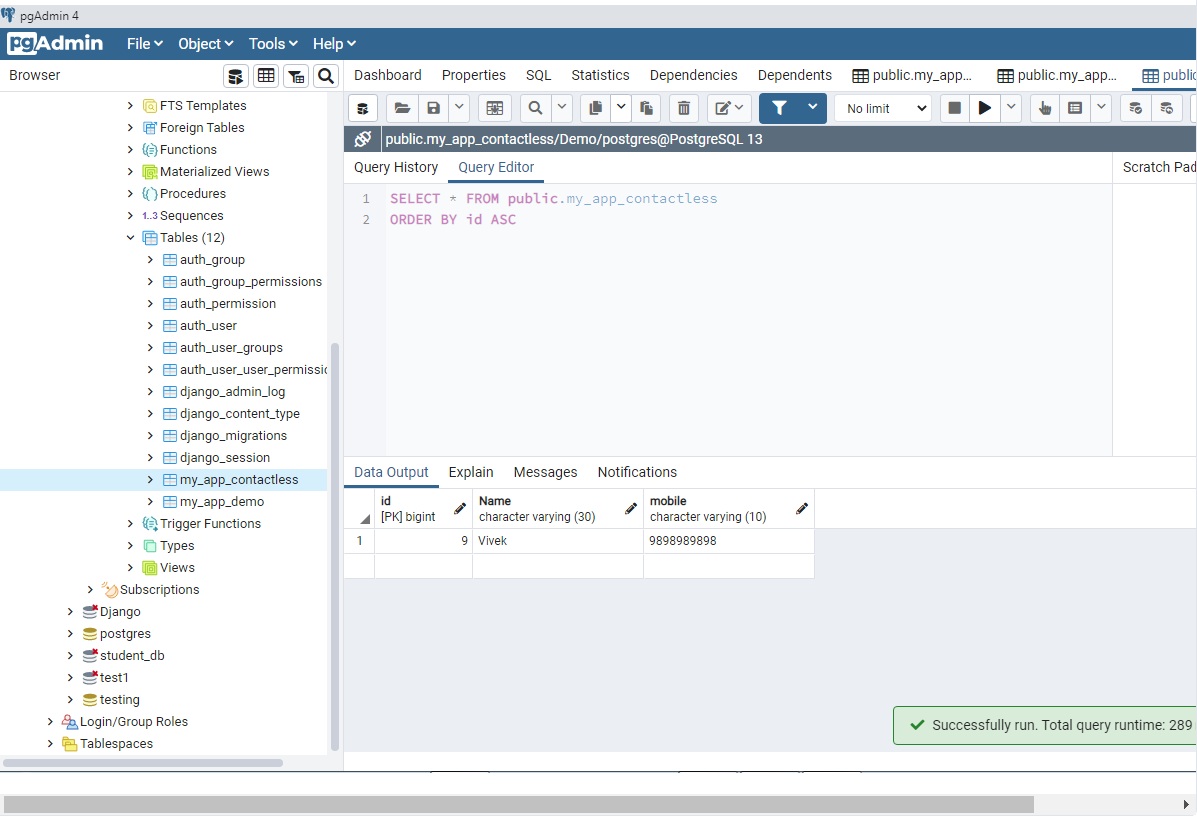 pgAdmin 4
pgAdmin File Object Tools Help
Browser
Dashboard Properties SQL Statistics Dependencies Dependents public.my_app... public.my_app... public
No limit
public.my_app_contactless/Demo/postgres@PostgreSQL 13
Query History Query Editor
Scratch Pad
1 SELECT * FROM public.my_app_contactless
2 ORDER BY id ASC
FTS Templates
Foreign Tables
Functions
Materialized Views
Procedures
1..3 Sequences
Tables (12)
auth_group
auth_group_permissions
auth_permission
auth_user
auth_user_groups
auth_user_user_permissio
django_admin_log
django_content_type
django_migrations
django_session
my_app_contactless
my_app_demo
Trigger Functions
Types
Views
Subscriptions
Django
postgres
student_db
test1
testing
Login/Group Roles
Tablespaces
Data Output Explain Messages Notifications
id Name mobile
[PK] bigint character varying (30) character varying (10)
1 9 Vivek 9898989898
Successfully run. Total query runtime: 289